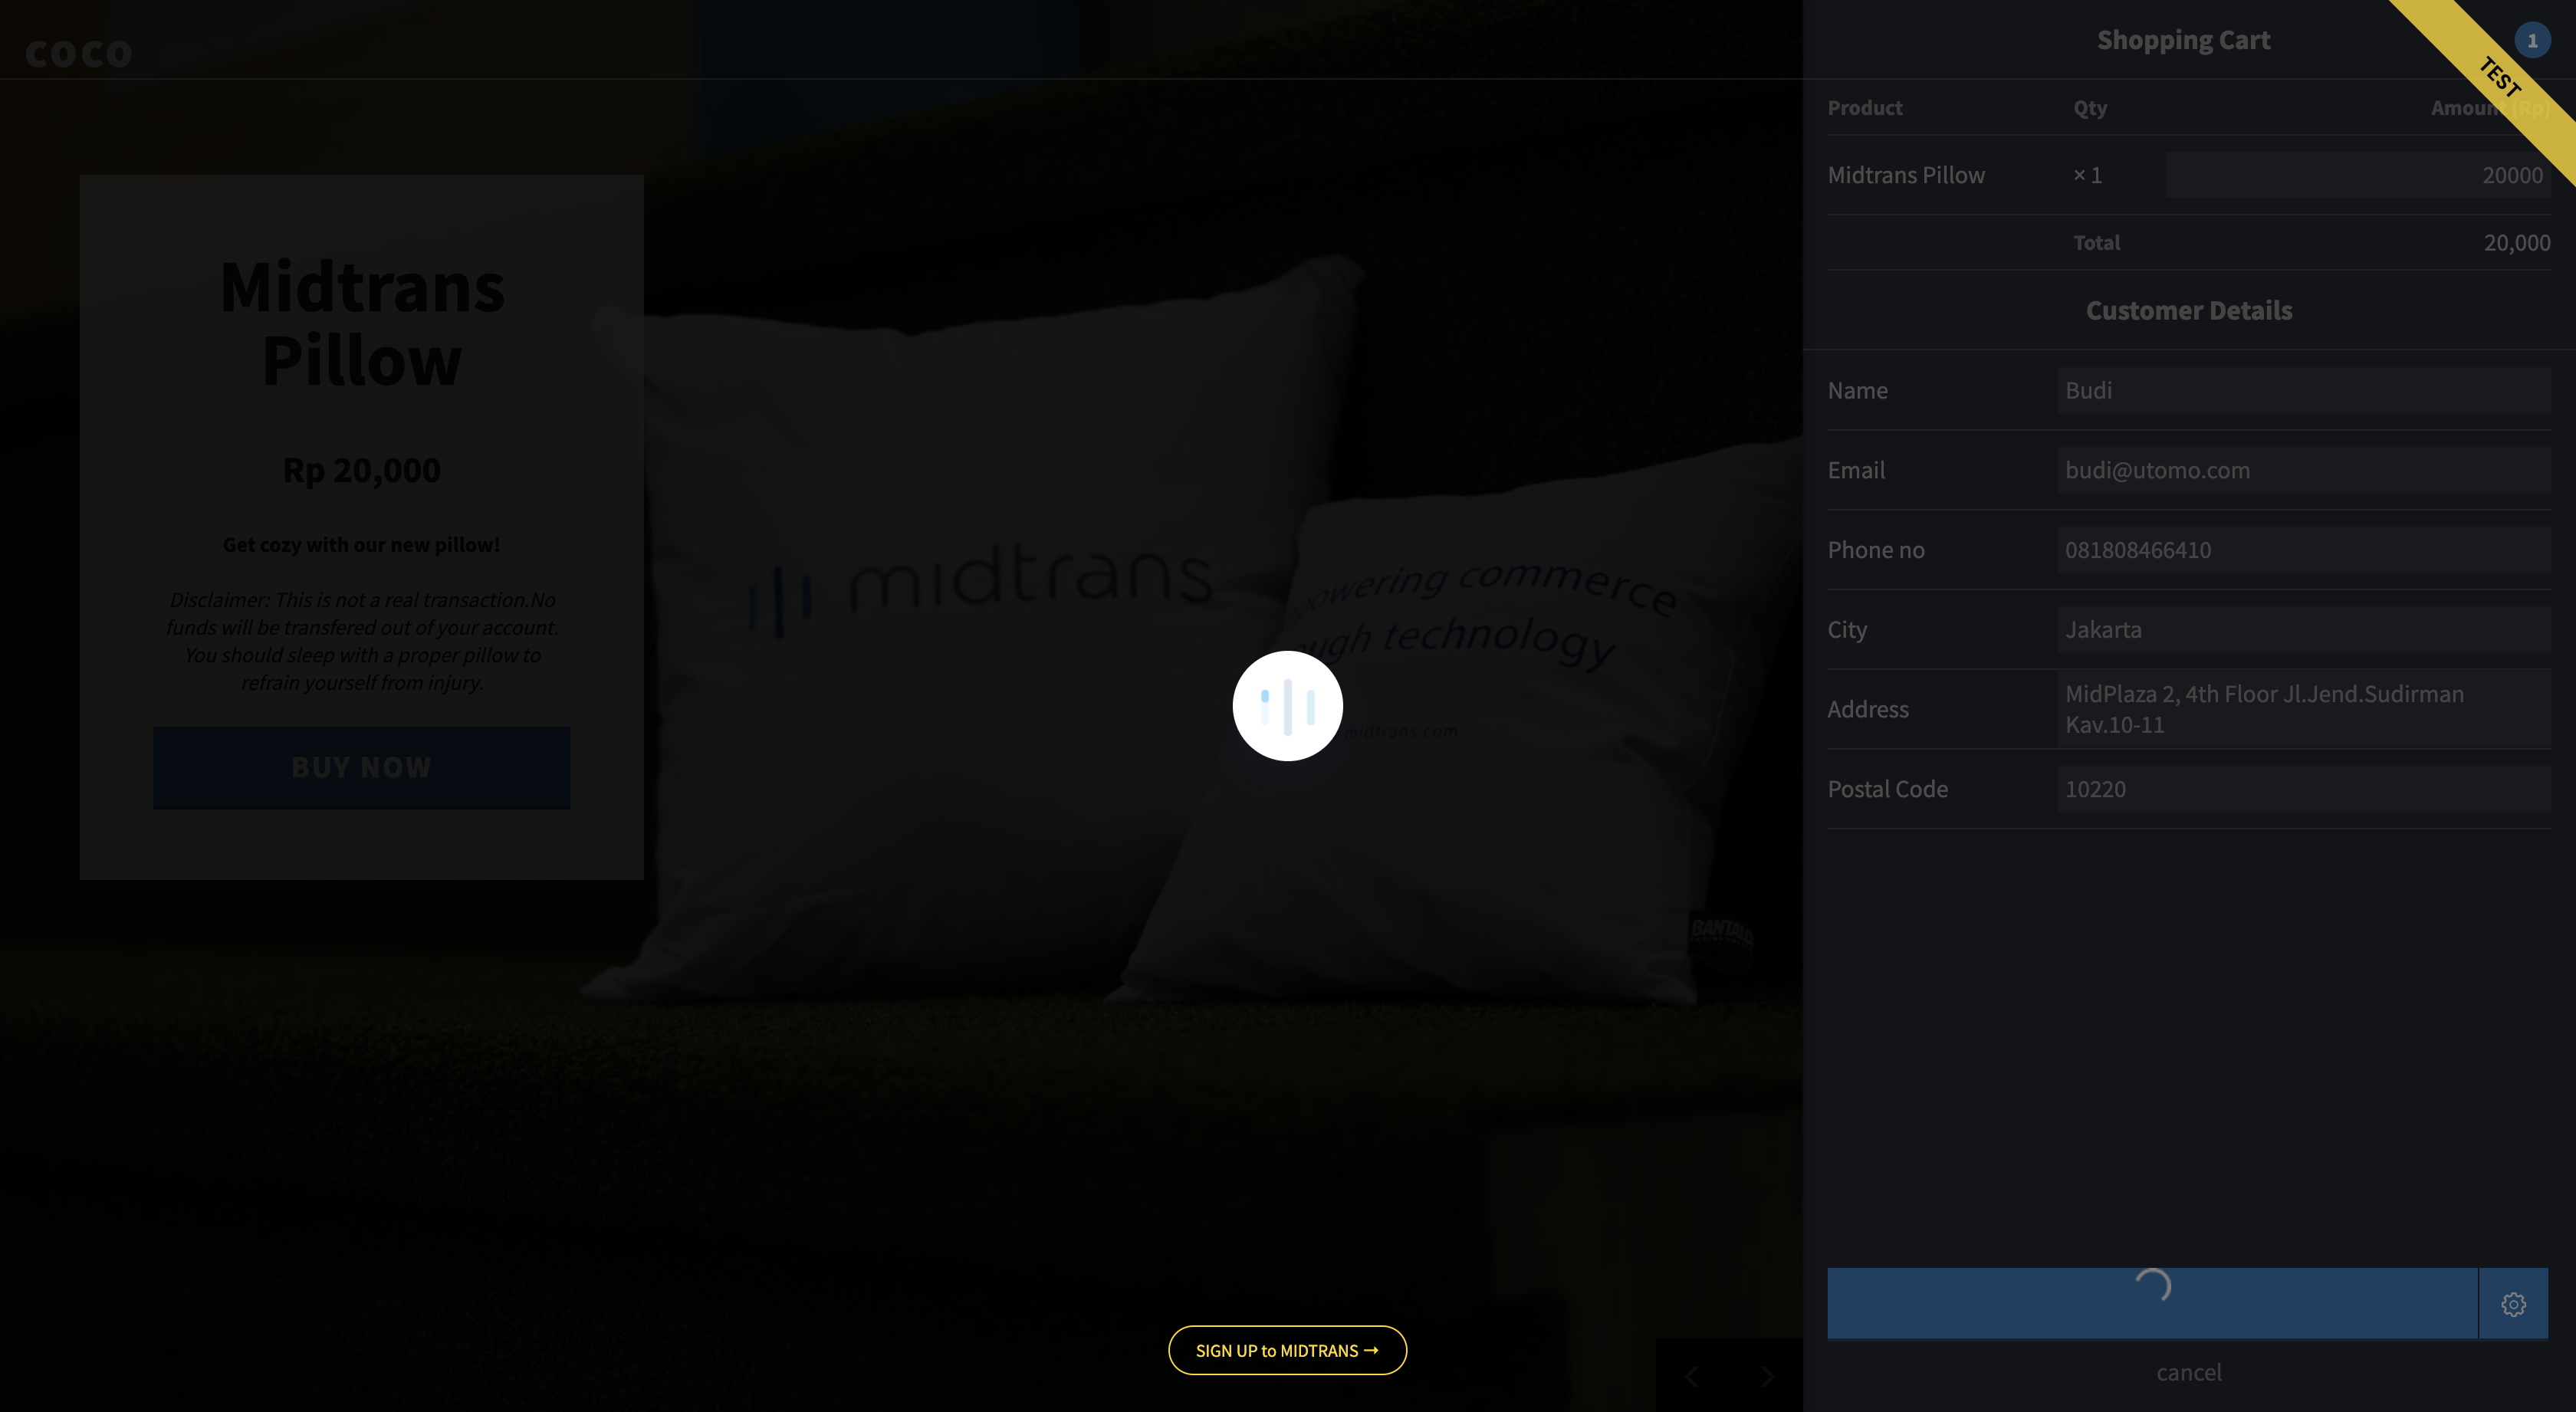 coco
Midtrans
Pillow
Rp 20,000
Get cozy with our new pillow!
Disclaimer: This is not a real transaction.No
funds will be transfered out of your account.
You should sleep with a proper pillow to
refrain yourself from injury.
BUY NOW
midtrans
powering commerce
technology
midtrans.com
SIGN UP to MIDTRANS →
Shopping Cart
1
TEST
Product Qty Amount (Rp)
Midtrans Pillow × 1 20000
Total 20,000
Customer Details
Name Budi
Email budi@utomo.com
Phone no 081808466410
City Jakarta
Address MidPlaza 2, 4th Floor Jl.Jend.Sudirman
Kav.10-11
Postal Code 10220
cancel